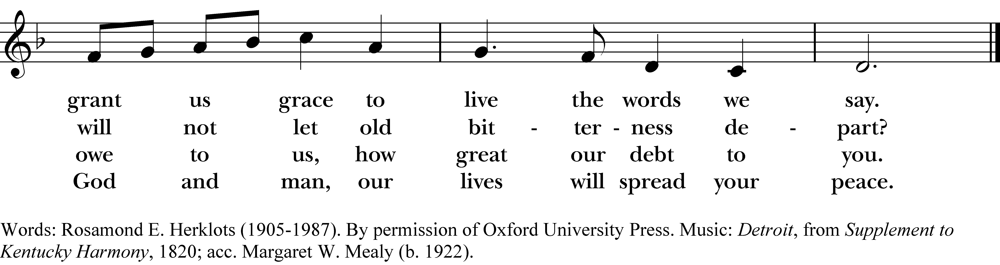 grant us grace to live the words we say.
will not let old bit - ter - ness de - part?
owe to us, how great our debt to you.
God and man, our lives will spread your peace.
Words: Rosamond E. Herklots (1905-1987). By permission of Oxford University Press. Music: Detroit, from Supplement to
Kentucky Harmony, 1820; acc. Margaret W. Mealy (b. 1922).